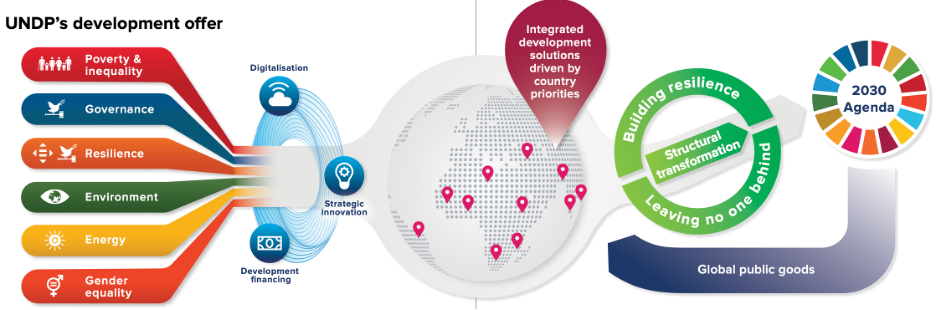 UNDP's development offer
Poverty &
inequality
Governance
Resilience
Environment
Energy
Gender
equality
Digitalisation
Strategic
innovation
Development
financing
Integrated
development
solutions
driven by
country
priorities
Building resilience
Structural
transformation
Leaving no one behind
2030
Agenda
Global public goods